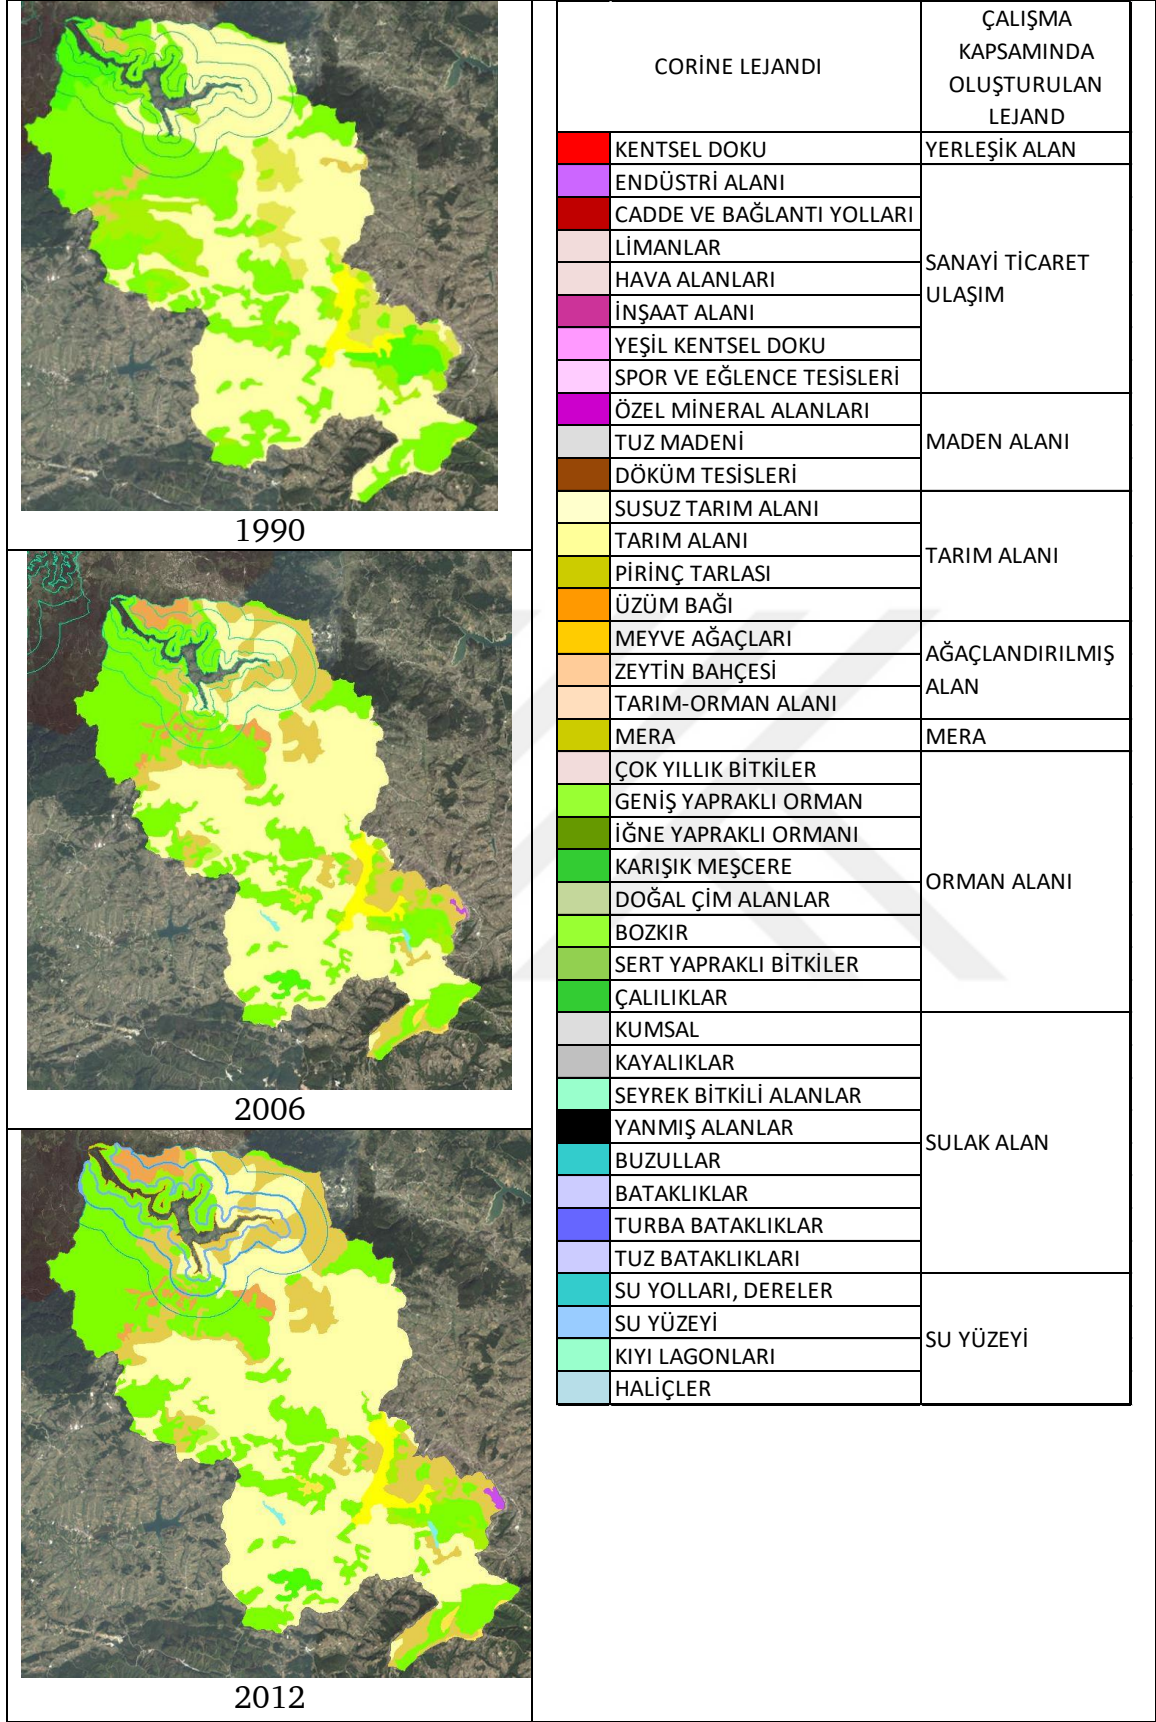 1990
2006
2012
CORİNE LEJANDI
ÇALIŞMA
KAPSAMINDA
OLUŞTURULAN
LEJAND
KENTSEL DOKU
YERLEŞİK ALAN
ENDÜSTRİ ALANI
CADDE VE BAĞLANTI YOLLARI
LİMANLAR
HAVA ALANLARI
İNŞAAT ALANI
YEŞİL KENTSEL DOKU
SPOR VE EĞLENCE TESİSLERİ
SANAYİ TİCARET
ULAŞIM
ÖZEL MİNERAL ALANLARI
TUZ MADENİ
DÖKÜM TESİSLERİ
MADEN ALANI
SUSUZ TARIM ALANI
TARIM ALANI
PİRİNÇ TARLASI
ÜZÜM BAĞI
TARIM ALANI
MEYVE AĞAÇLARI
ZEYTİN BAHÇESİ
TARIM-ORMAN ALANI
AĞAÇLANDIRILMIŞ
ALAN
MERA
MERA
ÇOK YILLIK BİTKİLER
GENİŞ YAPRAKLI ORMAN
İĞNE YAPRAKLI ORMANI
KARIŞIK MEŞCERE
DOĞAL ÇİM ALANLAR
BOZKIR
SERT YAPRAKLI BİTKİLER
ÇALILIKLAR
ORMAN ALANI
KUMSAL
KAYALIKLAR
SEYREK BİTKİLİ ALANLAR
YANMIŞ ALANLAR
BUZULLAR
BATAKLIKLAR
TURBA BATAKLIKLAR
TUZ BATAKLIKLARI
SULAK ALAN
SU YOLLARI, DERELER
SU YÜZEYİ
KIYI LAGONLARI
HALİÇLER
SU YÜZEYİ